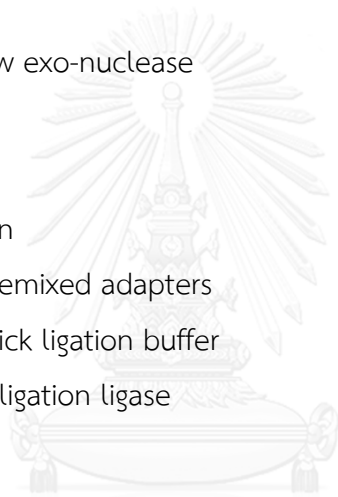 w exo-nuclease
n
emixed adapters
ick ligation buffer
ligation ligase